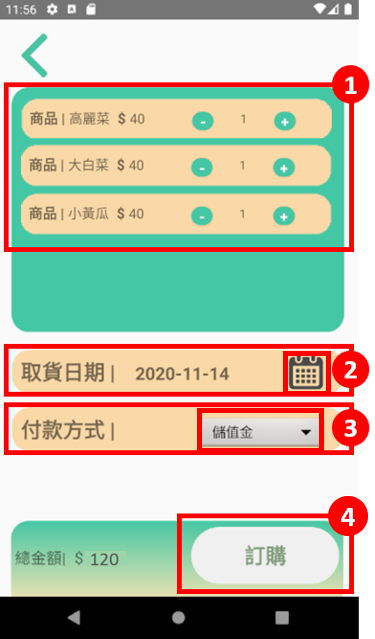 11:56
1
商品 | 高麗菜 $ 40 - 1 +
商品 | 大白菜 $ 40 - 1 +
商品 | 小黃瓜 $ 40 - 1 +
取貨日期 | 2020-11-14 2
付款方式 | 儲值金 3
4
總金額| $ 120 訂購